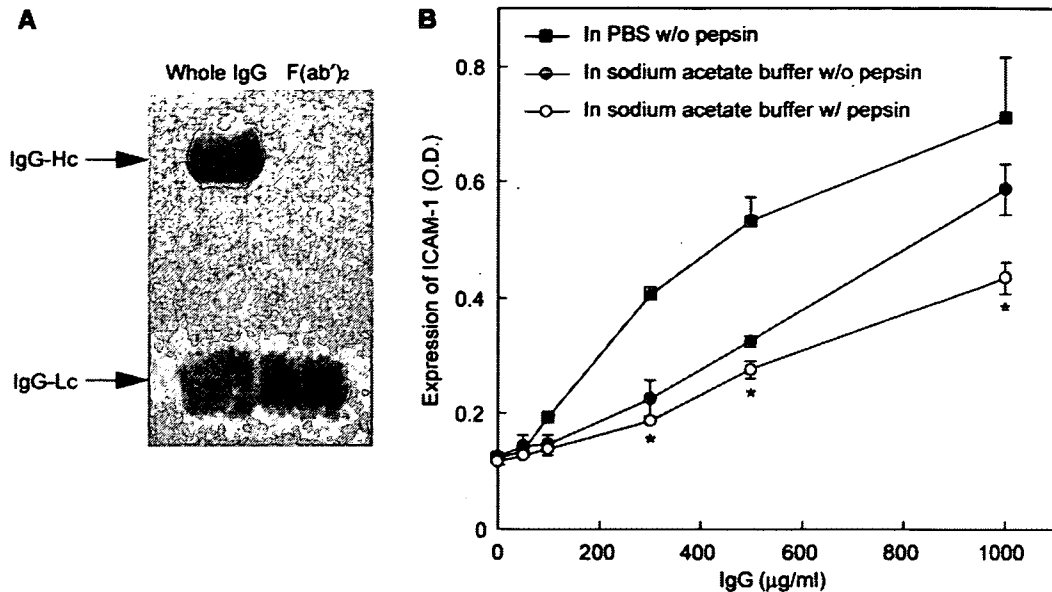 A
Whole IgG F(ab')₂
IgG-Hc
IgG-Lc
B
In PBS w/o pepsin
In sodium acetate buffer w/o pepsin
In sodium acetate buffer w/ pepsin
Expression of ICAM-1 (O.D.)
0.8
0.6
0.4
0.2
0
*
*
*
0 200 400 600 800 1000
IgG (μg/ml)